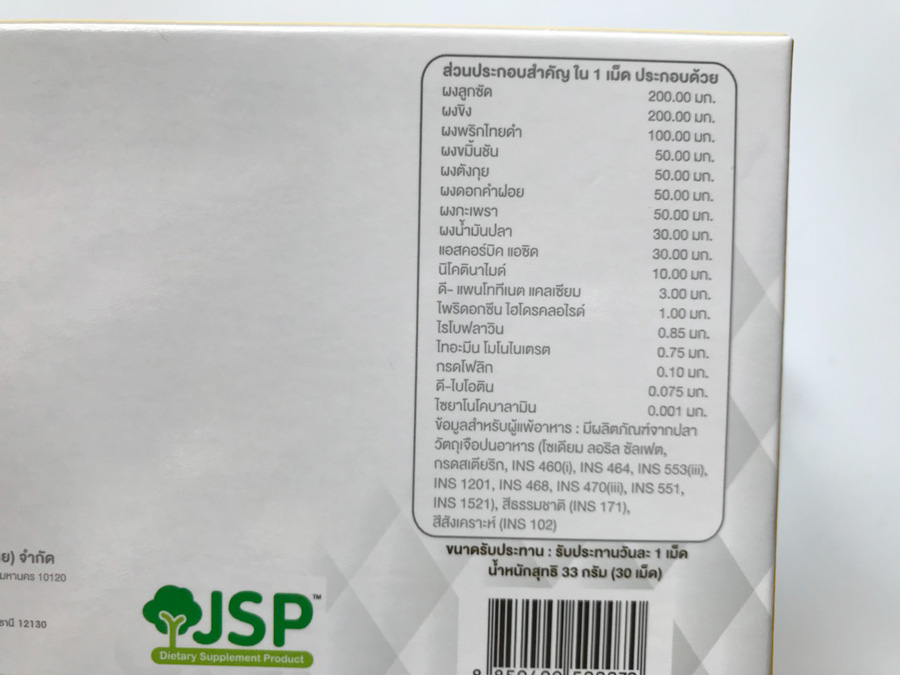 ส่วนประกอบสำคัญ ใน 1 เม็ด ประกอบด้วย
ผงลูกซัด 200.00 มก.
ผงขิง 200.00 มก.
ผงพริกไทยดำ 100.00 มก.
ผงขมิ้นชัน 50.00 มก.
ผงตังกุย 50.00 มก.
ผงดอกคำฝอย 50.00 มก.
ผงกะเพรา 50.00 มก.
ผงน้ำมันปลา 30.00 มก.
แอสคอร์บิค แอซิด 30.00 มก.
นิโคตินาไมด์ 10.00 มก.
ดี- แพนโททีเนต แคลเซียม 3.00 มก.
ไพริดอกซีน ไฮโดรคลอไรด์ 1.00 มก.
ไรโบฟลาวิน 0.85 มก.
ไทอะมีน โมโนไนเตรต 0.75 มก.
กรดโฟลิก 0.10 มก.
ดี-ไบโอติน 0.075 มก.
ไซยาโนโคบาลามิน 0.001 มก.
ข้อมูลสำหรับผู้แพ้อาหาร : มีผลิตภัณฑ์จากปลา
วัตถุเจือปนอาหาร (โซเดียม ลอริล ซัลเฟต,
กรดสเตียริก, INS 460(i), INS 464, INS 553(iii),
INS 1201, INS 468, INS 470(iii), INS 551,
INS 1521), สีธรรมชาติ (INS 171),
สีสังเคราะห์ (INS 102)
ขนาดรับประทาน : รับประทานวันละ 1 เม็ด
น้ำหนักสุทธิ 33 กรัม (30 เม็ด)
ย) จำกัด
มหานคร 10120
ธานี 12130
JSP™
Dietary Supplement Product